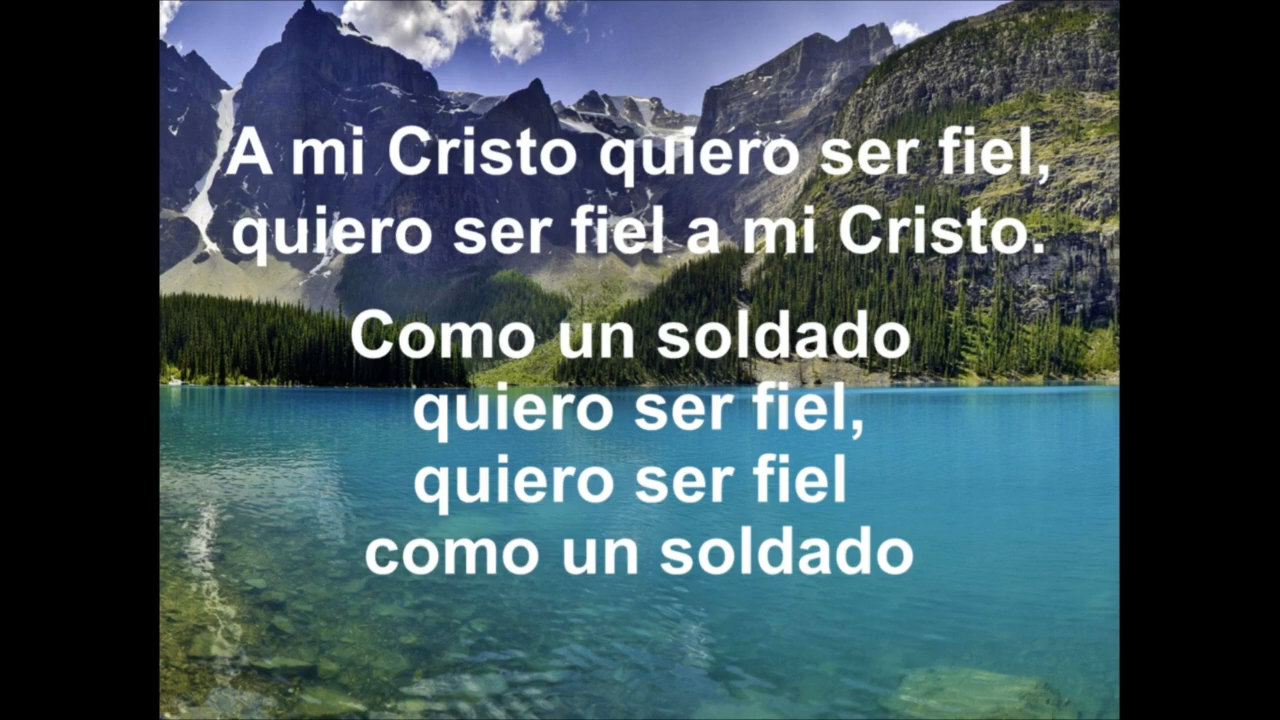 A mi Cristo quiero ser fiel,
quiero ser fiel a mi Cristo.
Como un soldado
quiero ser fiel,
quiero ser fiel
como un soldado